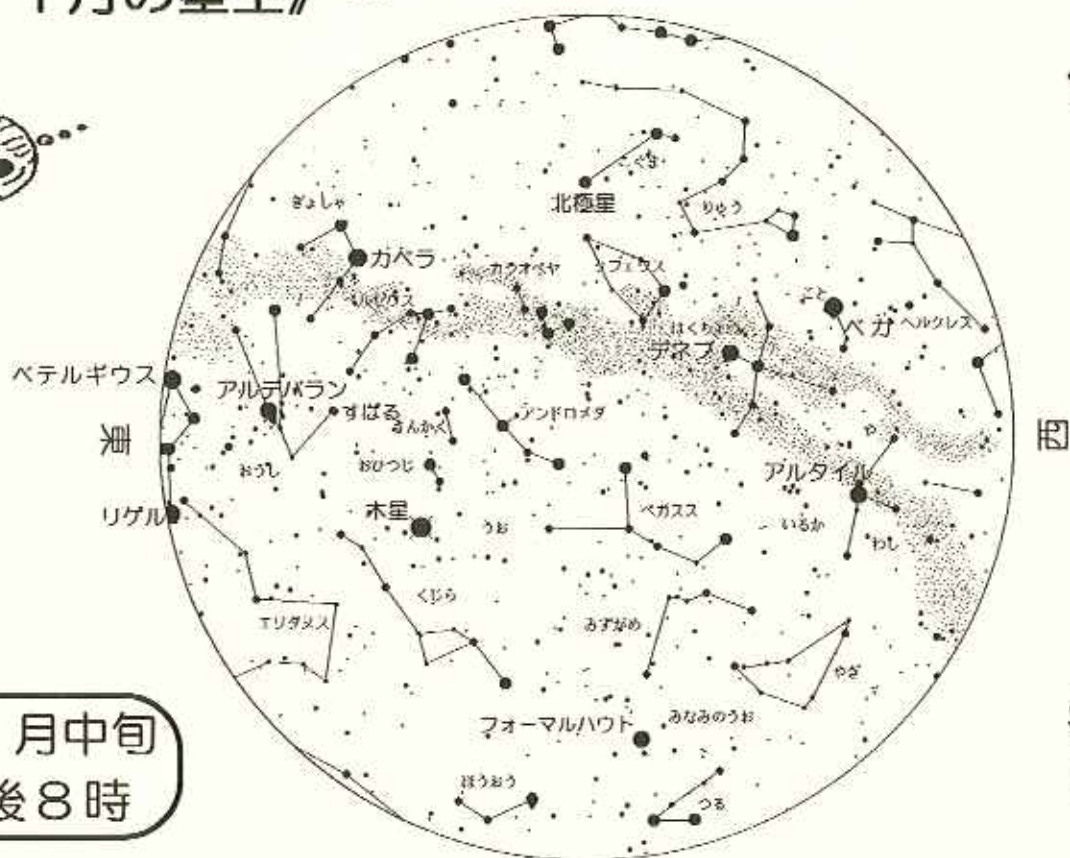 月の星空》
こぐま
北極星
りゅう
ぎょしゃ
カペラ
カシオペヤ
ケフェウス
ペルセウス
こと
ベガ
ヘルクレス
はくちょう
デネブ
ベテルギウス
アルデバラン
すばる
さんかく
アンドロメダ
や
東
西
おうし
おひつじ
アルタイル
リゲル
木星
うお
ペガスス
いるか
わし
くじら
エリダヌス
みずがめ
やぎ
フォーマルハウト
みなみのうお
月中旬
後8時
ほうおう
つる